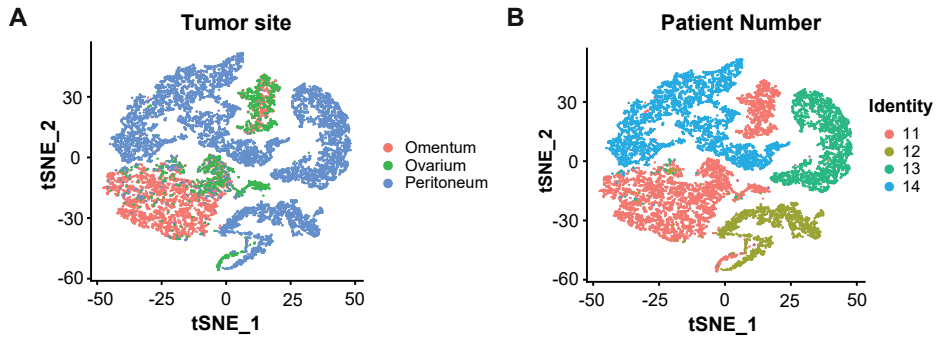 A
Tumor site
tSNE_2
30
0
-30
-60
-50
-25
0
25
50
tSNE_1
Omentum
Ovarium
Peritoneum
B
Patient Number
tSNE_2
30
0
-30
-60
-50
-25
0
25
50
tSNE_1
Identity
11
12
13
14